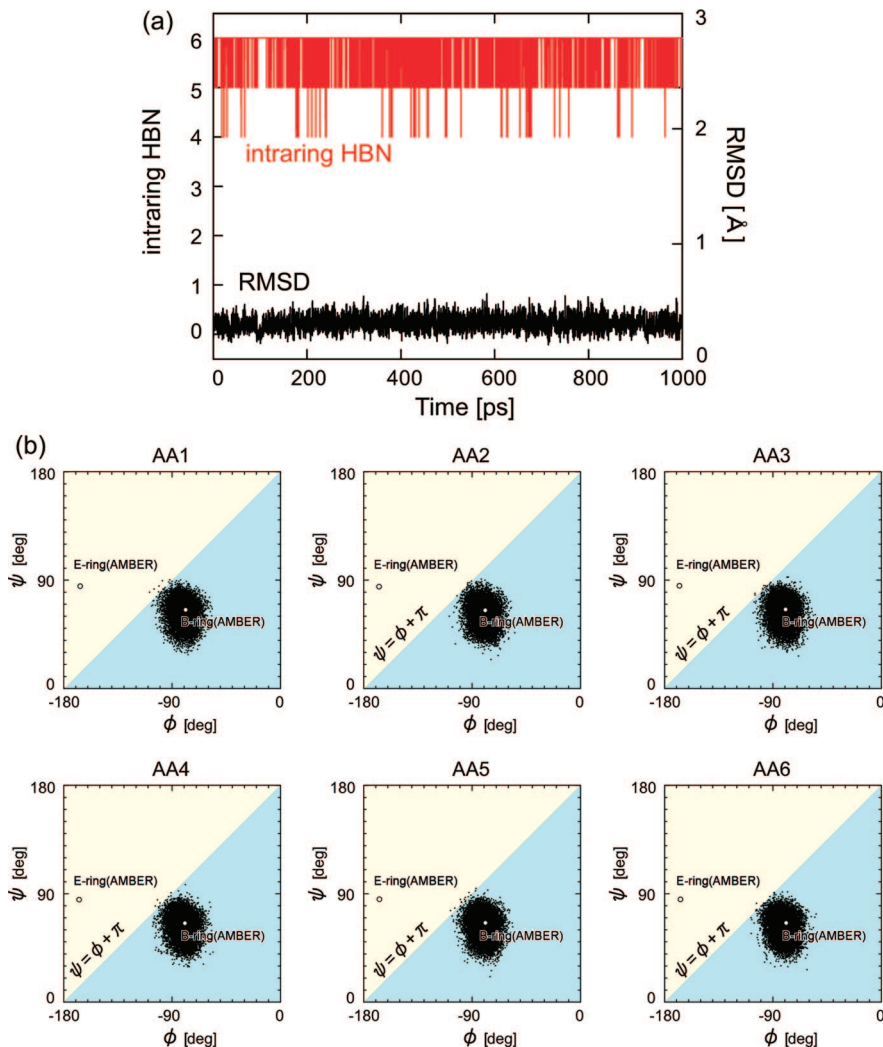 (a)
6
5
4
3
2
1
0
intraring HBN
3
2
1
0
RMSD [Å]
intraring HBN
RMSD
0 200 400 600 800 1000
Time [ps]
(b)
AA1 AA2 AA3
180 180 180
E-ring(AMBER) E-ring(AMBER) E-ring(AMBER)
90 90 90
ψ [deg] ψ [deg] ψ [deg]
B-ring(AMBER) B-ring(AMBER) B-ring(AMBER)
ψ = ϕ + π ψ = ϕ + π
0 0 0
-180 -90 0 -180 -90 0 -180 -90 0
ϕ [deg] ϕ [deg] ϕ [deg]
AA4 AA5 AA6
180 180 180
E-ring(AMBER) E-ring(AMBER) E-ring(AMBER)
90 90 90
ψ [deg] ψ [deg] ψ [deg]
B-ring(AMBER) B-ring(AMBER) B-ring(AMBER)
ψ = ϕ + π ψ = ϕ + π ψ = ϕ + π
0 0 0
-180 -90 0 -180 -90 0 -180 -90 0
ϕ [deg] ϕ [deg] ϕ [deg]